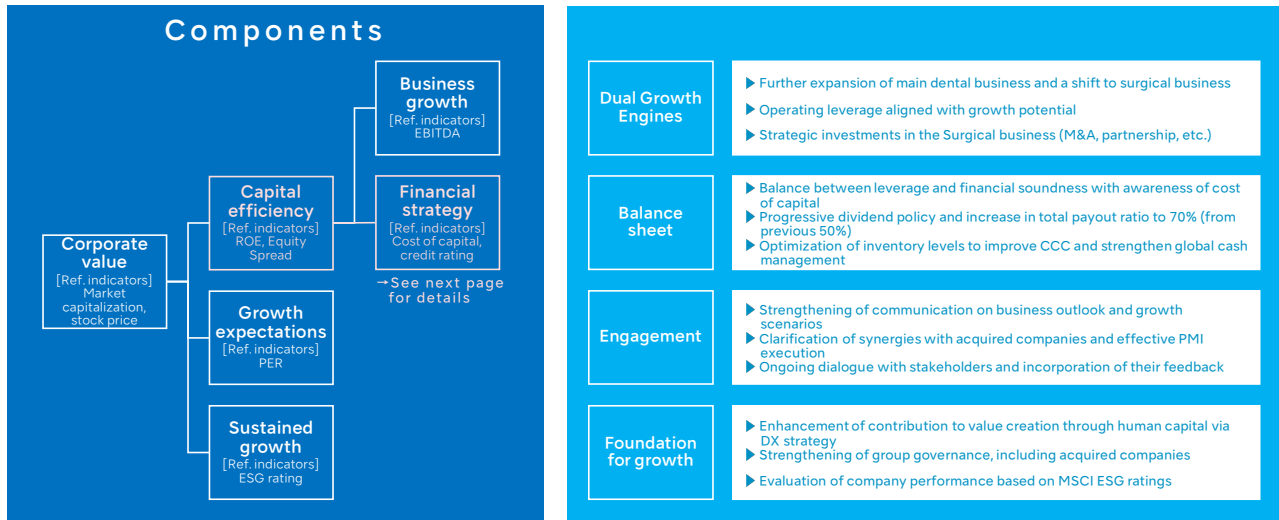 Components
Business
growth
[Ref. indicators]
EBITDA
Capital
efficiency
[Ref. indicators]
ROE, Equity
Spread
Financial
strategy
[Ref. indicators]
Cost of capital,
credit rating
→See next page
for details
Corporate
value
[Ref. indicators]
Market
capitalization,
stock price
Growth
expectations
[Ref. indicators]
PER
Sustained
growth
[Ref. indicators]
ESG rating
Dual Growth
Engines
▶Further expansion of main dental business and a shift to surgical business
▶Operating leverage aligned with growth potential
▶Strategic investments in the Surgical business (M&A, partnership, etc.)
Balance
sheet
▶Balance between leverage and financial soundness with awareness of cost
of capital
▶Progressive dividend policy and increase in total payout ratio to 70% (from
previous 50%)
▶Optimization of inventory levels to improve CCC and strengthen global cash
management
Engagement
▶Strengthening of communication on business outlook and growth
scenarios
▶Clarification of synergies with acquired companies and effective PMI
execution
▶Ongoing dialogue with stakeholders and incorporation of their feedback
Foundation
for growth
▶Enhancement of contribution to value creation through human capital via
DX strategy
▶Strengthening of group governance, including acquired companies
▶Evaluation of company performance based on MSCI ESG ratings